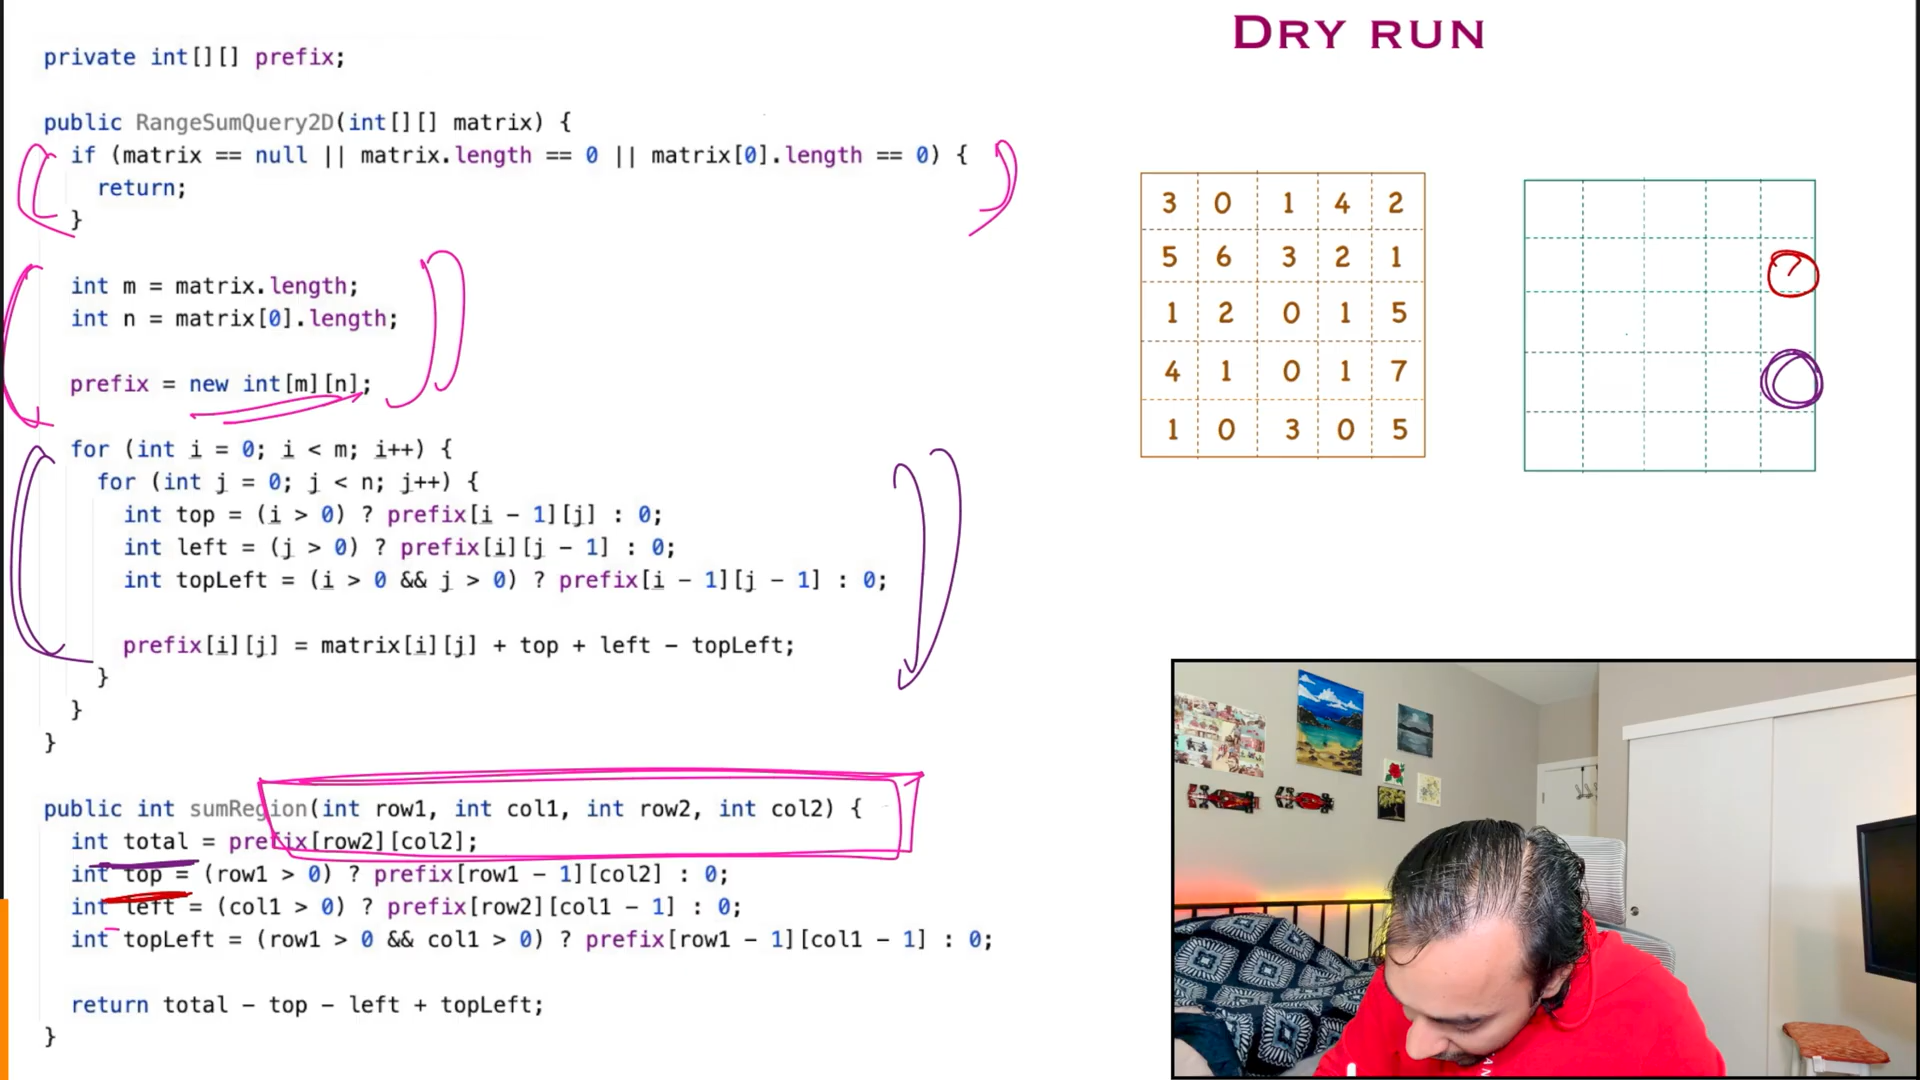 DRY RUN
private int[][] prefix;
public RangeSumQuery2D(int[][] matrix) {
if (matrix == null || matrix.length == 0 || matrix[0].length == 0) {
return;
}
int m = matrix.length;
int n = matrix[0].length;
prefix = new int[m][n];
for (int i = 0; i < m; i++) {
for (int j = 0; j < n; j++) {
int top = (i > 0) ? prefix[i - 1][j] : 0;
int left = (j > 0) ? prefix[i][j - 1] : 0;
int topLeft = (i > 0 && j > 0) ? prefix[i - 1][j - 1] : 0;
prefix[i][j] = matrix[i][j] + top + left - topLeft;
}
}
}
public int sumRegion(int row1, int col1, int row2, int col2) {
int total = prefix[row2][col2];
int top = (row1 > 0) ? prefix[row1 - 1][col2] : 0;
int left = (col1 > 0) ? prefix[row2][col1 - 1] : 0;
int topLeft = (row1 > 0 && col1 > 0) ? prefix[row1 - 1][col1 - 1] : 0;
return total - top - left + topLeft;
}
3 0 1 4 2
5 6 3 2 1
1 2 0 1 5
4 1 0 1 7
1 0 3 0 5